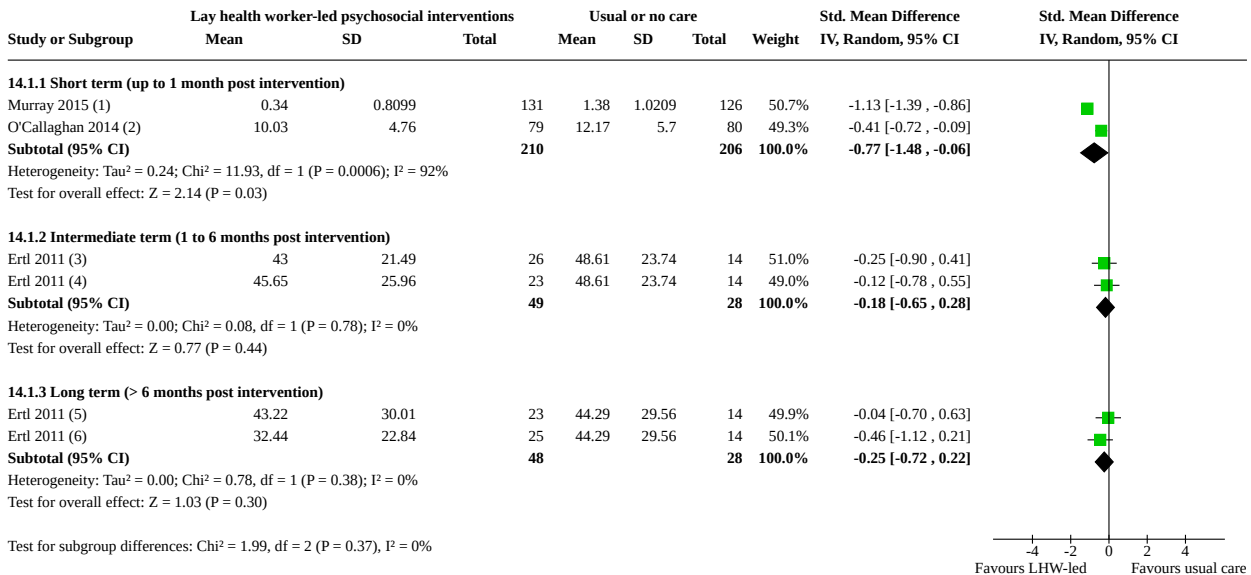 Lay health worker-led psychosocial interventions Usual or no care Std. Mean Difference Std. Mean Difference
Study or Subgroup Mean SD Total Mean SD Total Weight IV, Random, 95% CI IV, Random, 95% CI
14.1.1 Short term (up to 1 month post intervention)
Murray 2015 (1) 0.34 0.8099 131 1.38 1.0209 126 50.7% -1.13 [-1.39 , -0.86]
O'Callaghan 2014 (2) 10.03 4.76 79 12.17 5.7 80 49.3% -0.41 [-0.72 , -0.09]
Subtotal (95% CI) 210 206 100.0% -0.77 [-1.48 , -0.06]
Heterogeneity: Tau² = 0.24; Chi² = 11.93, df = 1 (P = 0.0006); I² = 92%
Test for overall effect: Z = 2.14 (P = 0.03)
14.1.2 Intermediate term (1 to 6 months post intervention)
Ertl 2011 (3) 43 21.49 26 48.61 23.74 14 51.0% -0.25 [-0.90 , 0.41]
Ertl 2011 (4) 45.65 25.96 23 48.61 23.74 14 49.0% -0.12 [-0.78 , 0.55]
Subtotal (95% CI) 49 28 100.0% -0.18 [-0.65 , 0.28]
Heterogeneity: Tau² = 0.00; Chi² = 0.08, df = 1 (P = 0.78); I² = 0%
Test for overall effect: Z = 0.77 (P = 0.44)
14.1.3 Long term (> 6 months post intervention)
Ertl 2011 (5) 43.22 30.01 23 44.29 29.56 14 49.9% -0.04 [-0.70 , 0.63]
Ertl 2011 (6) 32.44 22.84 25 44.29 29.56 14 50.1% -0.46 [-1.12 , 0.21]
Subtotal (95% CI) 48 28 100.0% -0.25 [-0.72 , 0.22]
Heterogeneity: Tau² = 0.00; Chi² = 0.78, df = 1 (P = 0.38); I² = 0%
Test for overall effect: Z = 1.03 (P = 0.30)
Test for subgroup differences: Chi² = 1.99, df = 2 (P = 0.37), I² = 0%
-4 -2 0 2 4
Favours LHW-led Favours usual care